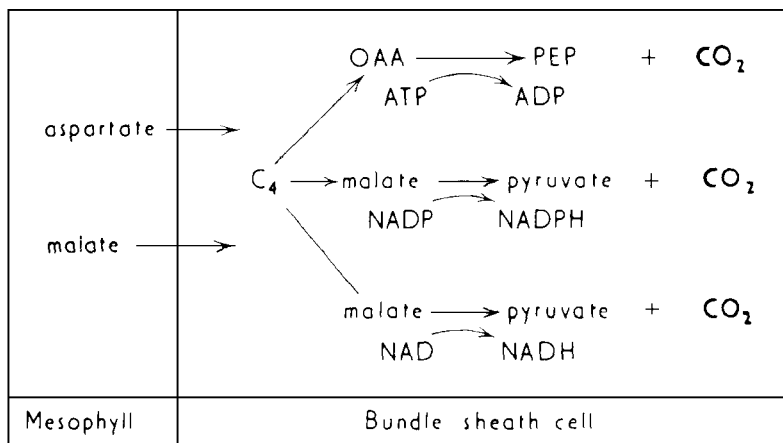 OAA PEP + CO2
ATP ADP
aspartate
C4 malate pyruvate + CO2
NADP NADPH
malate
malate pyruvate + CO2
NAD NADH
Mesophyll Bundle sheath cell